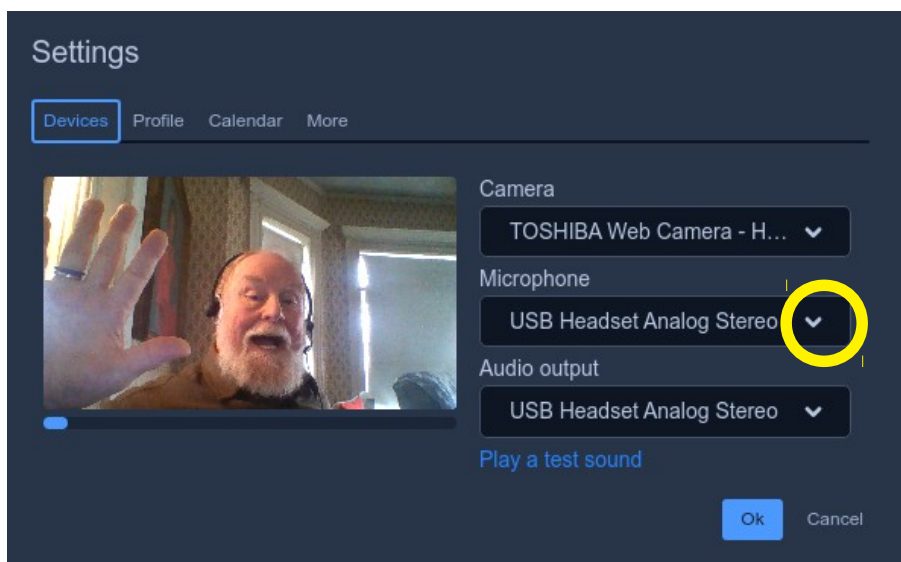 Settings
Devices Profile Calendar More
Camera
TOSHIBA Web Camera - H...
Microphone
USB Headset Analog Stereo
Audio output
USB Headset Analog Stereo
Play a test sound
Ok Cancel